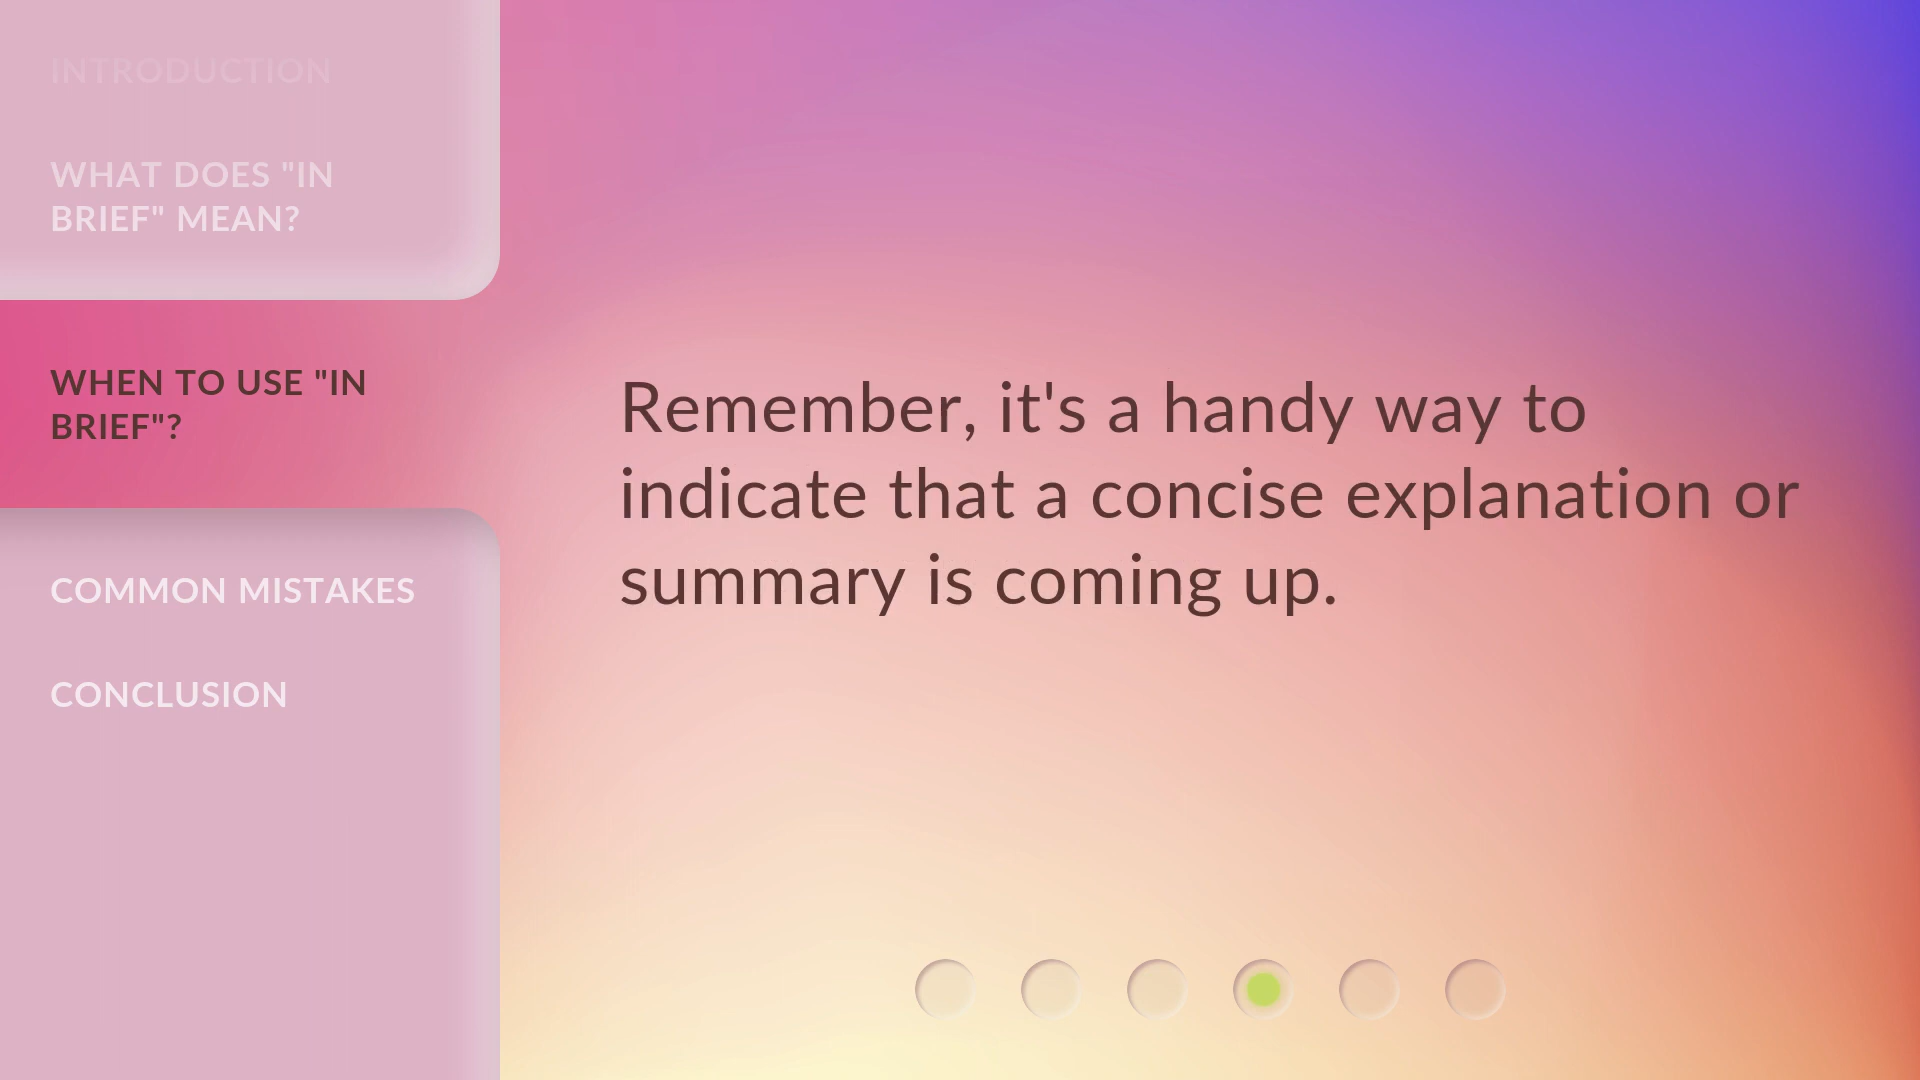 INTRODUCTION
WHAT DOES "IN
BRIEF" MEAN?
WHEN TO USE "IN
BRIEF"?
COMMON MISTAKES
CONCLUSION
Remember, it's a handy way to
indicate that a concise explanation or
summary is coming up.